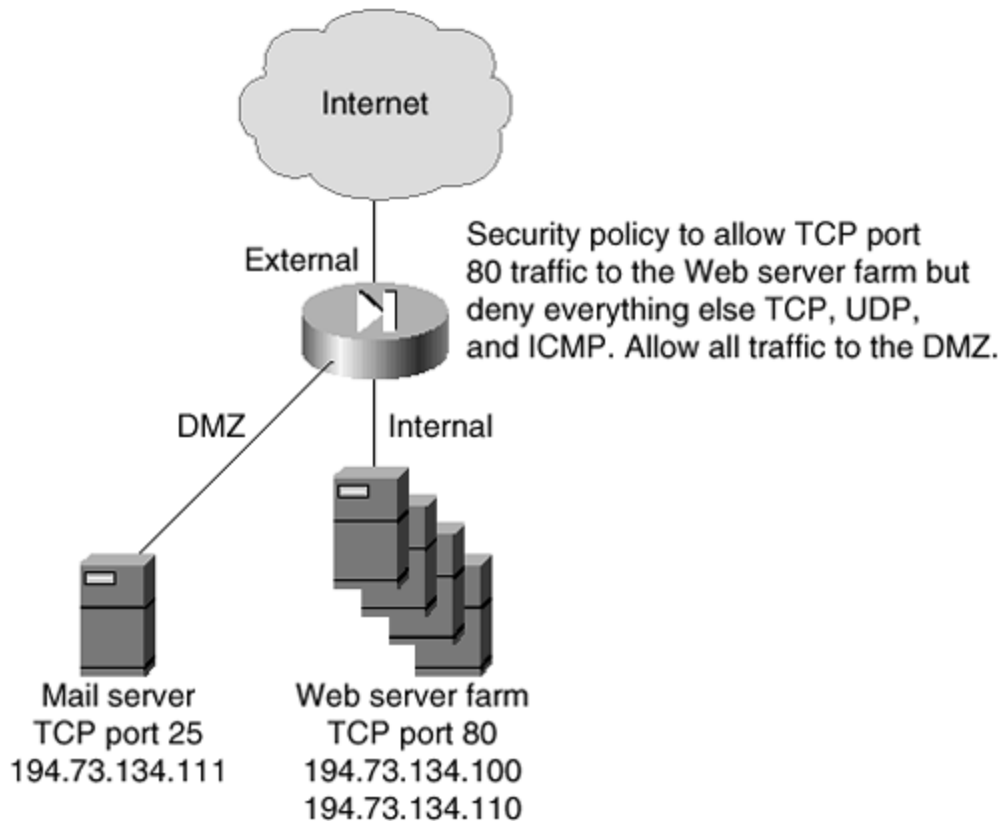 Internet
External
Security policy to allow TCP port
80 traffic to the Web server farm but
deny everything else TCP, UDP,
and ICMP. Allow all traffic to the DMZ.
DMZ
Internal
Mail server
TCP port 25
194.73.134.111
Web server farm
TCP port 80
194.73.134.100
194.73.134.110